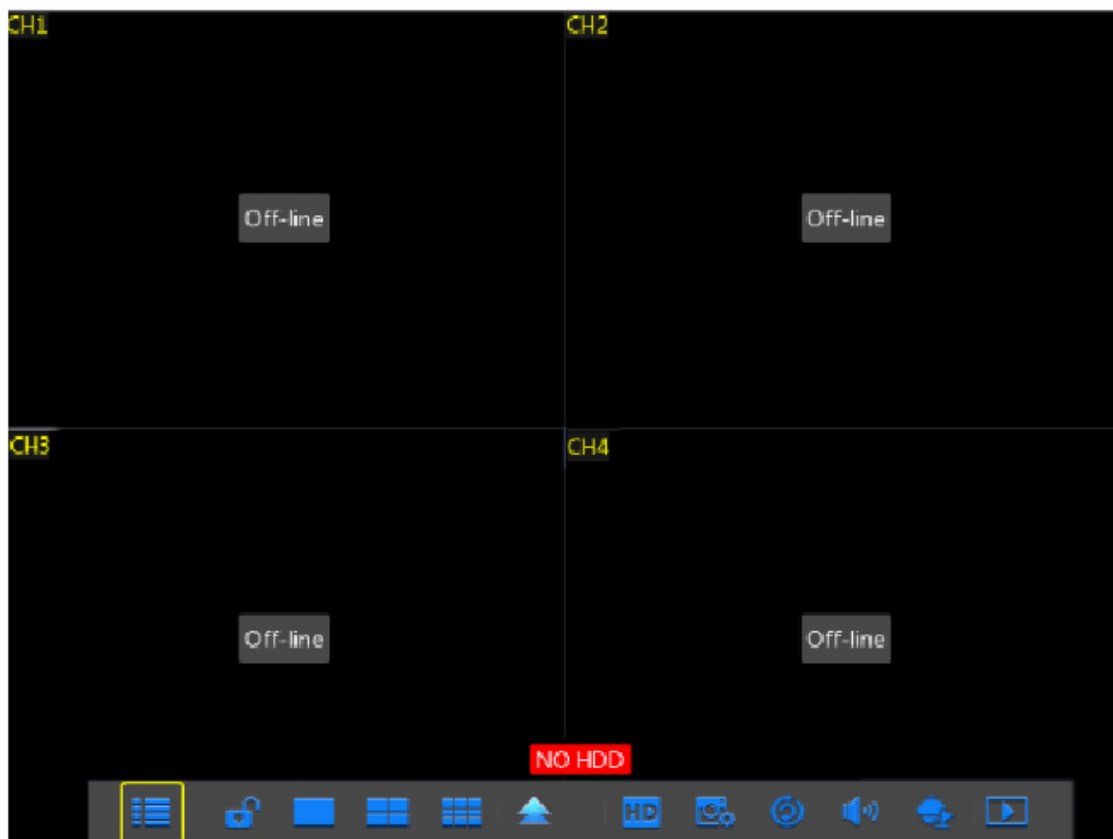 CH1
CH2
Off-line
Off-line
CH3
CH4
Off-line
Off-line
NO HDD
HD